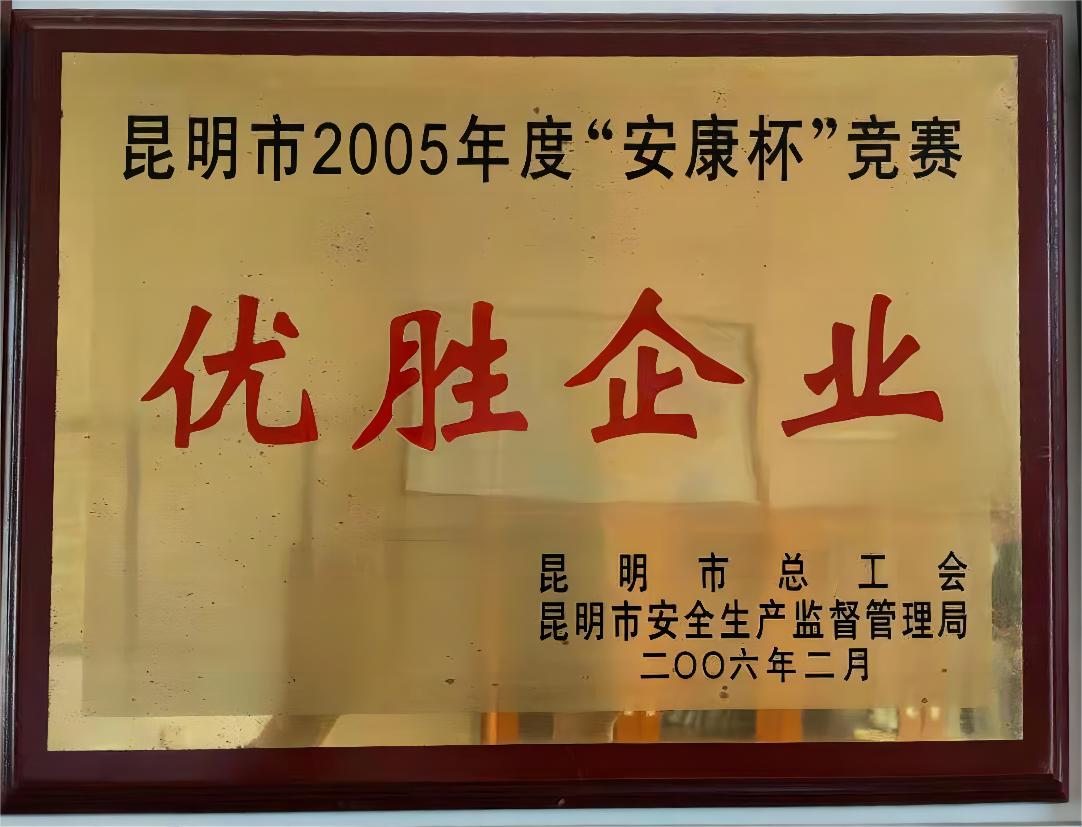 昆明市2005年度“安康杯”竞赛
优胜企业
昆明市总工会
昆明市安全生产监督管理局
二〇〇六年二月